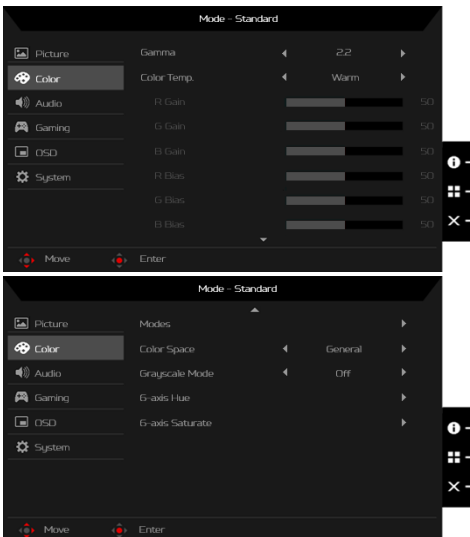 Mode - Standard
Picture
Gamma 2.2
Color
Color Temp. Warm
Audio
R Gain 50
Gaming
G Gain 50
OSD
B Gain 50
System
R Bias 50
G Bias 50
B Bias 50
Move Enter
Mode - Standard
Picture
Modes
Color
Color Space General
Audio
Grayscale Mode Off
Gaming
6-axis Hue
OSD
6-axis Saturate
System
Move Enter